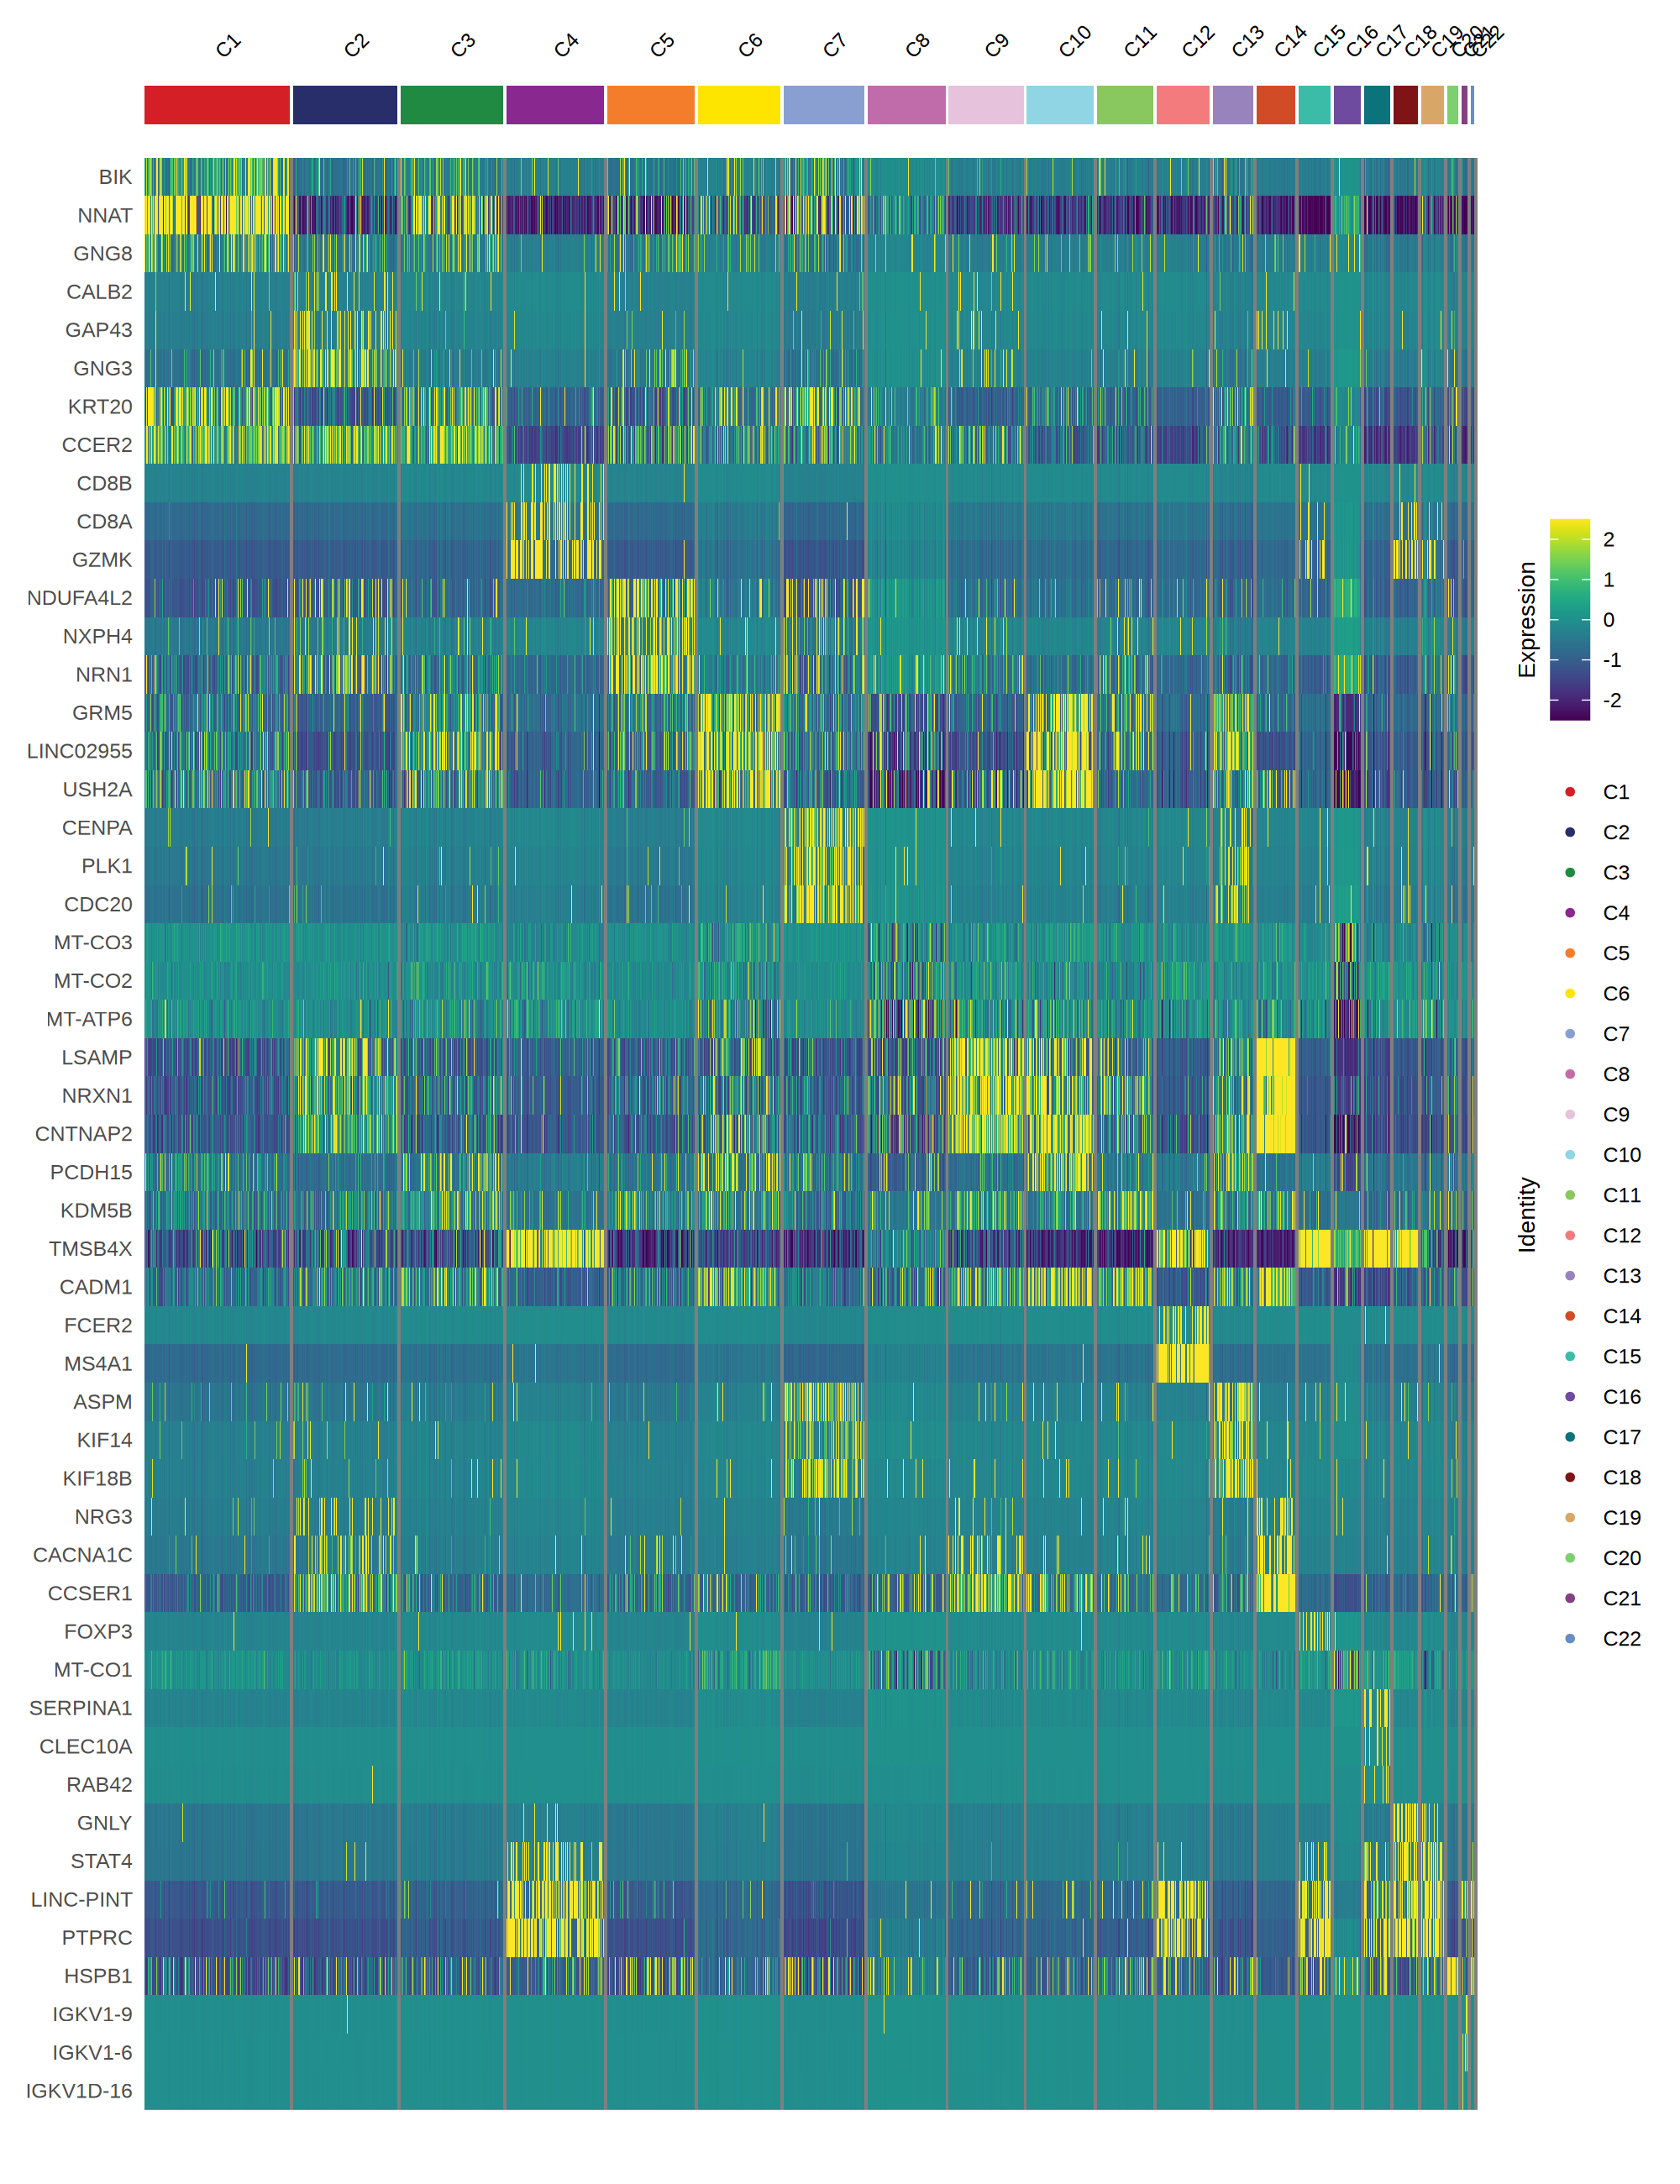 C1 C2 C3 C4 C5 C6 C7 C8 C9 C10 C11 C12 C13 C14 C15 C16 C17 C18 C19 C20 C21 C22
BIK
NNAT
GNG8
CALB2
GAP43
GNG3
KRT20
CCER2
CD8B
CD8A
GZMK
NDUFA4L2
NXPH4
NRN1
GRM5
LINC02955
USH2A
CENPA
PLK1
CDC20
MT-CO3
MT-CO2
MT-ATP6
LSAMP
NRXN1
CNTNAP2
PCDH15
KDM5B
TMSB4X
CADM1
FCER2
MS4A1
ASPM
KIF14
KIF18B
NRG3
CACNA1C
CCSER1
FOXP3
MT-CO1
SERPINA1
CLEC10A
RAB42
GNLY
STAT4
LINC-PINT
PTPRC
HSPB1
IGKV1-9
IGKV1-6
IGKV1D-16
Expression
2
1
0
-1
-2
Identity
C1
C2
C3
C4
C5
C6
C7
C8
C9
C10
C11
C12
C13
C14
C15
C16
C17
C18
C19
C20
C21
C22